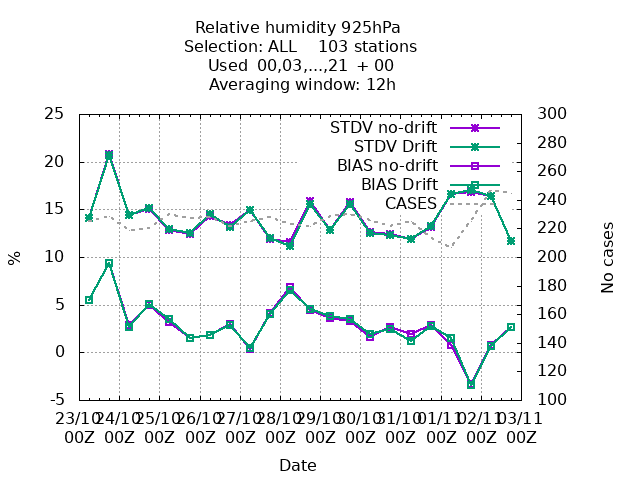 Relative humidity 925hPa
Selection: ALL    103 stations
Used  00,03,...,21  + 00
Averaging window: 12h
25 300
STDV no-drift
280
STDV Drift
20 BIAS no-drift 260
BIAS Drift
240
15 CASES
220
% 10 200 No cases
180
5 160
140
0
120
-5 100
23/10 24/10 25/10 26/10 27/10 28/10 29/10 30/10 31/10 01/11 02/11 03/11
00Z 00Z 00Z 00Z 00Z 00Z 00Z 00Z 00Z 00Z 00Z 00Z
Date